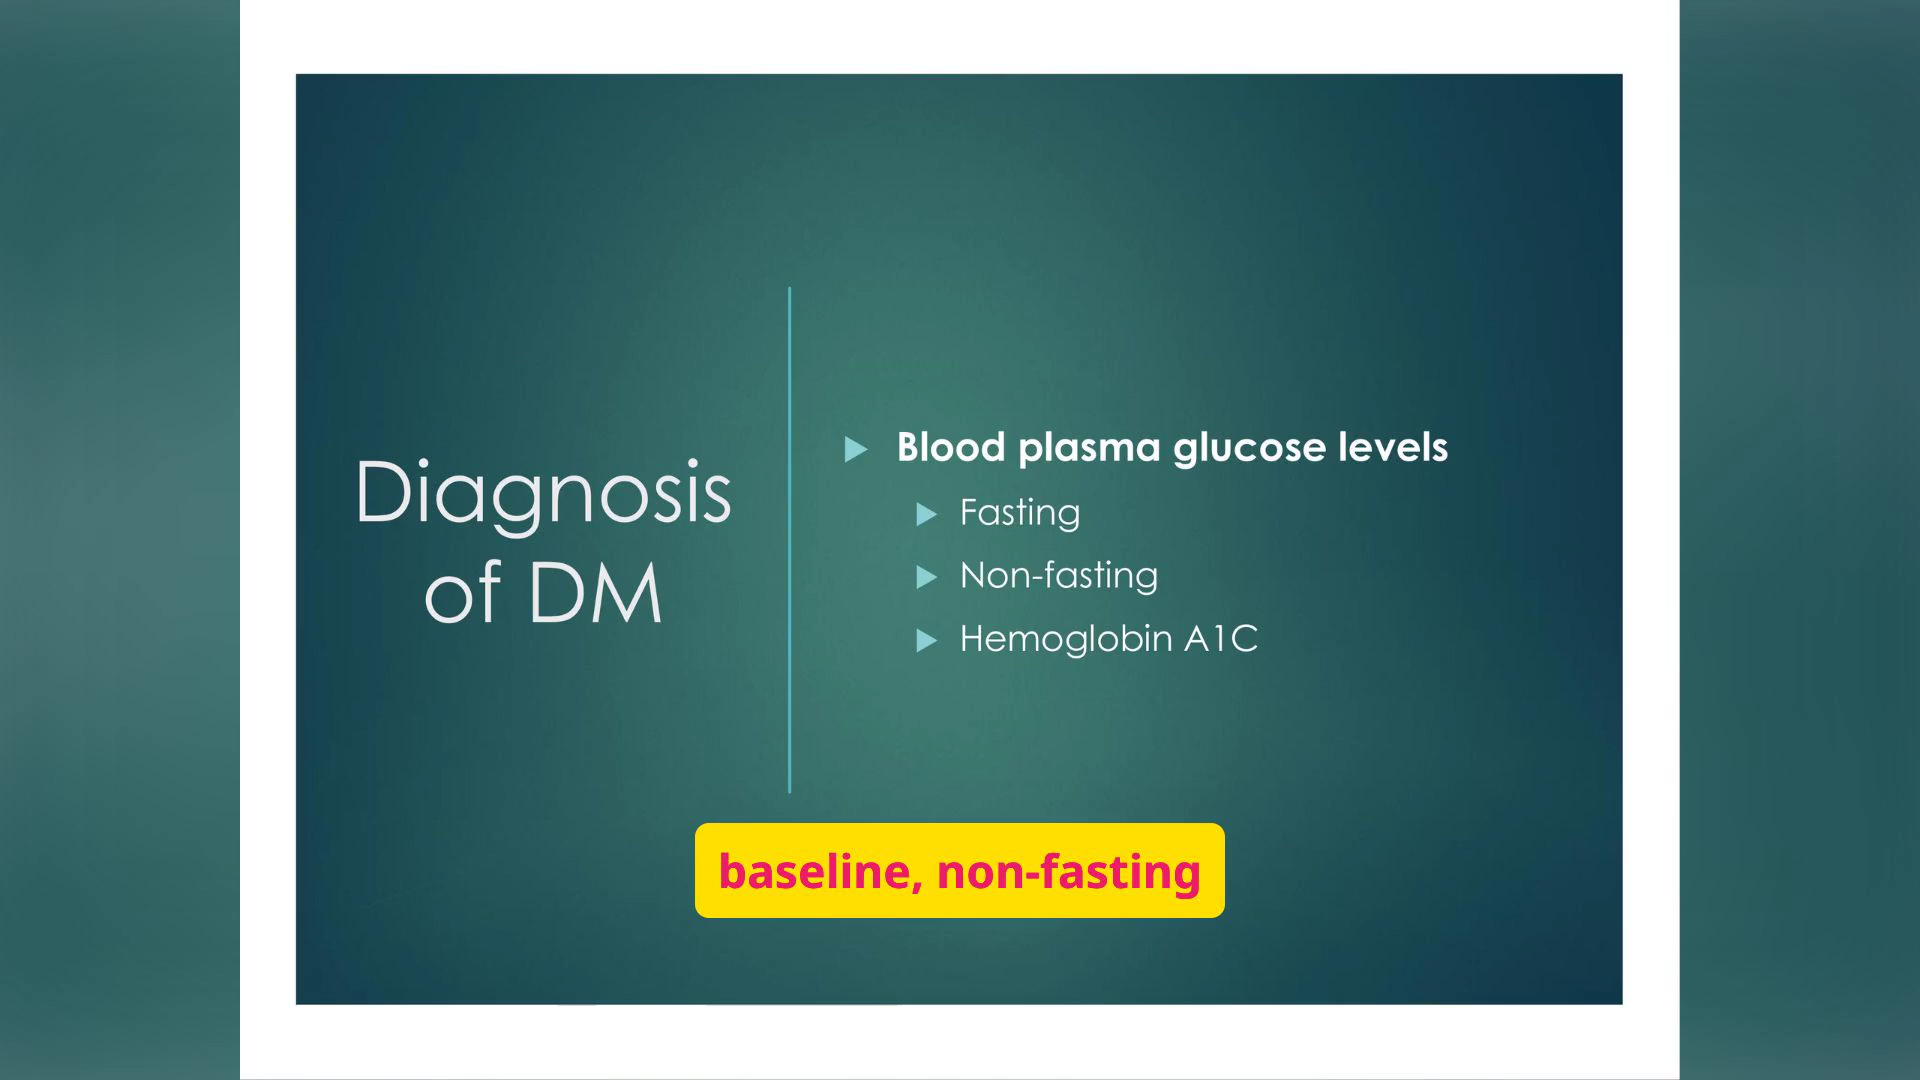 Diagnosis
of DM
Blood plasma glucose levels
Fasting
Non-fasting
Hemoglobin A1C
baseline, non-fasting